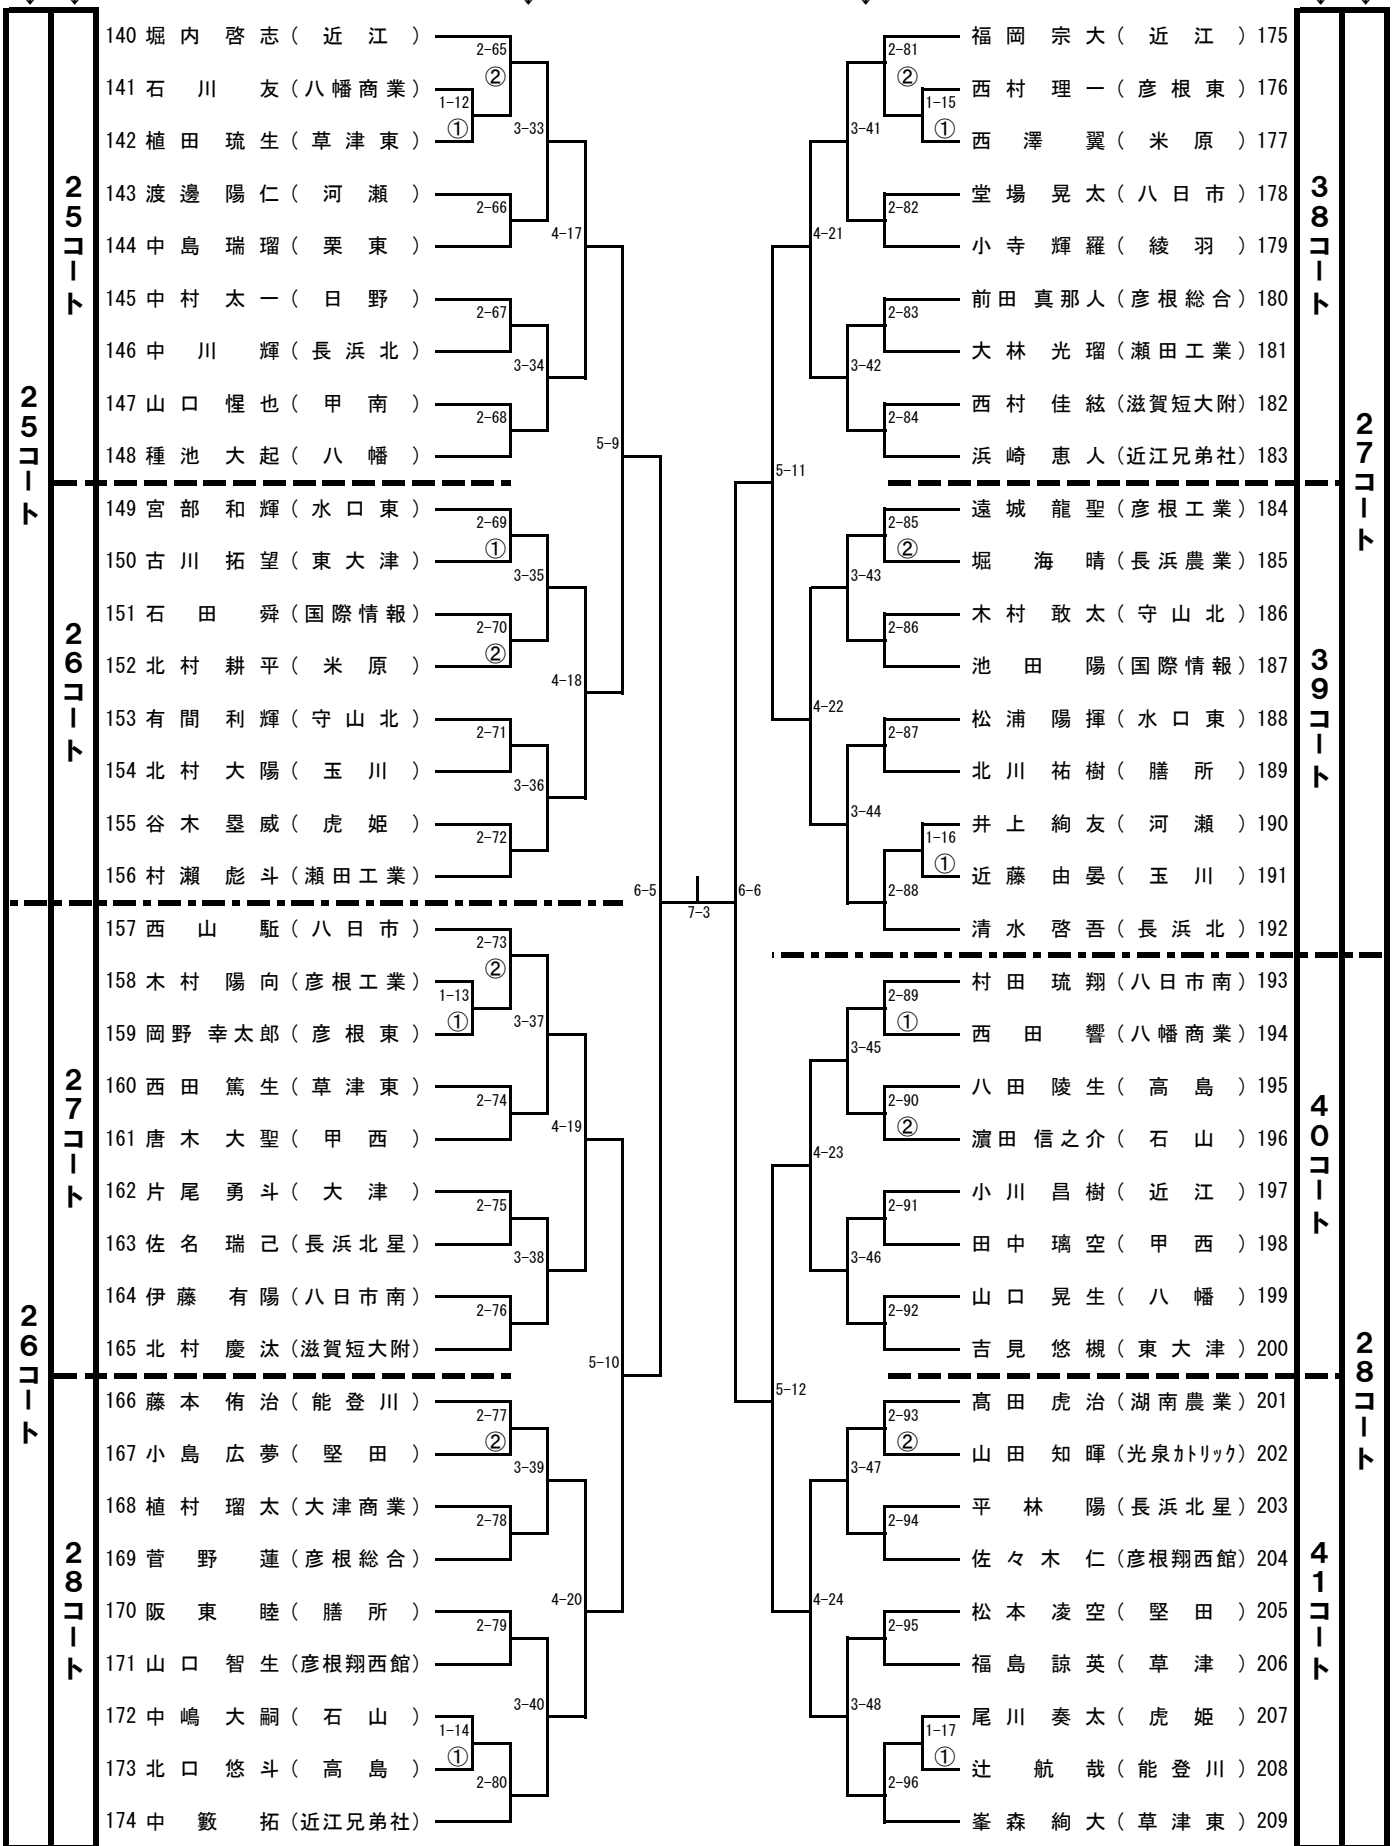 140 堀内 啓志 (近江)
2-65
②
141 石川 友 (八幡商業)
1-12
①
142 植田 琉生 (草津東)
3-33
143 渡邊 陽仁 (河瀬)
2-66
144 中島 瑞瑠 (栗東)
4-17
145 中村 太一 (日野)
2-67
146 中川 輝 (長浜北)
3-34
147 山口 惺也 (甲南)
2-68
148 種池 大起 (八幡)
5-9
149 宮部 和輝 (水口東)
2-69
①
150 古川 拓望 (東大津)
3-35
151 石田 舜 (国際情報)
2-70
②
152 北村 耕平 (米原)
4-18
153 有間 利輝 (守山北)
2-71
154 北村 大陽 (玉川)
3-36
155 谷木 塁威 (虎姫)
2-72
156 村瀬 彪斗 (瀬田工業)
6-5
7-3
6-6
157 西山 駈 (八日市)
2-73
②
158 木村 陽向 (彦根工業)
1-13
①
159 岡野 幸太郎 (彦根東)
3-37
160 西田 篤生 (草津東)
2-74
161 唐木 大聖 (甲西)
4-19
162 片尾 勇斗 (大津)
2-75
163 佐名 瑞己 (長浜北星)
3-38
164 伊藤 有陽 (八日市南)
2-76
165 北村 慶汰 (滋賀短大附)
5-10
166 藤本 侑治 (能登川)
2-77
②
167 小島 広夢 (堅田)
3-39
168 植村 瑠太 (大津商業)
2-78
169 菅野 蓮 (彦根総合)
4-20
170 阪東 睦 (膳所)
2-79
171 山口 智生 (彦根翔西館)
3-40
172 中嶋 大嗣 (石山)
1-14
①
173 北口 悠斗 (高島)
2-80
174 中籔 拓 (近江兄弟社)
25コート
26コート
25コート
26コート
27コート
28コート
福岡 宗大 (近江) 175
2-81
②
西村 理一 (彦根東) 176
1-15
①
西澤 翼 (米原) 177
3-41
堂場 晃太 (八日市) 178
2-82
小寺 輝羅 (綾羽) 179
4-21
前田 真那人 (彦根総合) 180
2-83
大林 光瑠 (瀬田工業) 181
3-42
西村 佳絃 (滋賀短大附) 182
2-84
浜崎 恵人 (近江兄弟社) 183
5-11
遠城 龍聖 (彦根工業) 184
2-85
②
堀 海晴 (長浜農業) 185
3-43
木村 敢太 (守山北) 186
2-86
池田 陽 (国際情報) 187
4-22
松浦 陽揮 (水口東) 188
2-87
北川 祐樹 (膳所) 189
3-44
井上 絢友 (河瀬) 190
1-16
①
近藤 由晏 (玉川) 191
2-88
清水 啓吾 (長浜北) 192
村田 琉翔 (八日市南) 193
2-89
①
西田 響 (八幡商業) 194
3-45
八田 陵生 (高島) 195
2-90
②
濵田 信之介 (石山) 196
4-23
小川 昌樹 (近江) 197
2-91
田中 璃空 (甲西) 198
3-46
山口 晃生 (八幡) 199
2-92
吉見 悠槻 (東大津) 200
5-12
髙田 虎治 (湖南農業) 201
2-93
②
山田 知暉 (光泉カトリック) 202
3-47
平林 陽 (長浜北星) 203
2-94
佐々木 仁 (彦根翔西館) 204
4-24
松本 凌空 (堅田) 205
2-95
福島 諒英 (草津) 206
3-48
尾川 奏太 (虎姫) 207
1-17
①
辻 航哉 (能登川) 208
2-96
峯森 絢大 (草津東) 209
38コート
39コート
40コート
41コート
27コート
28コート